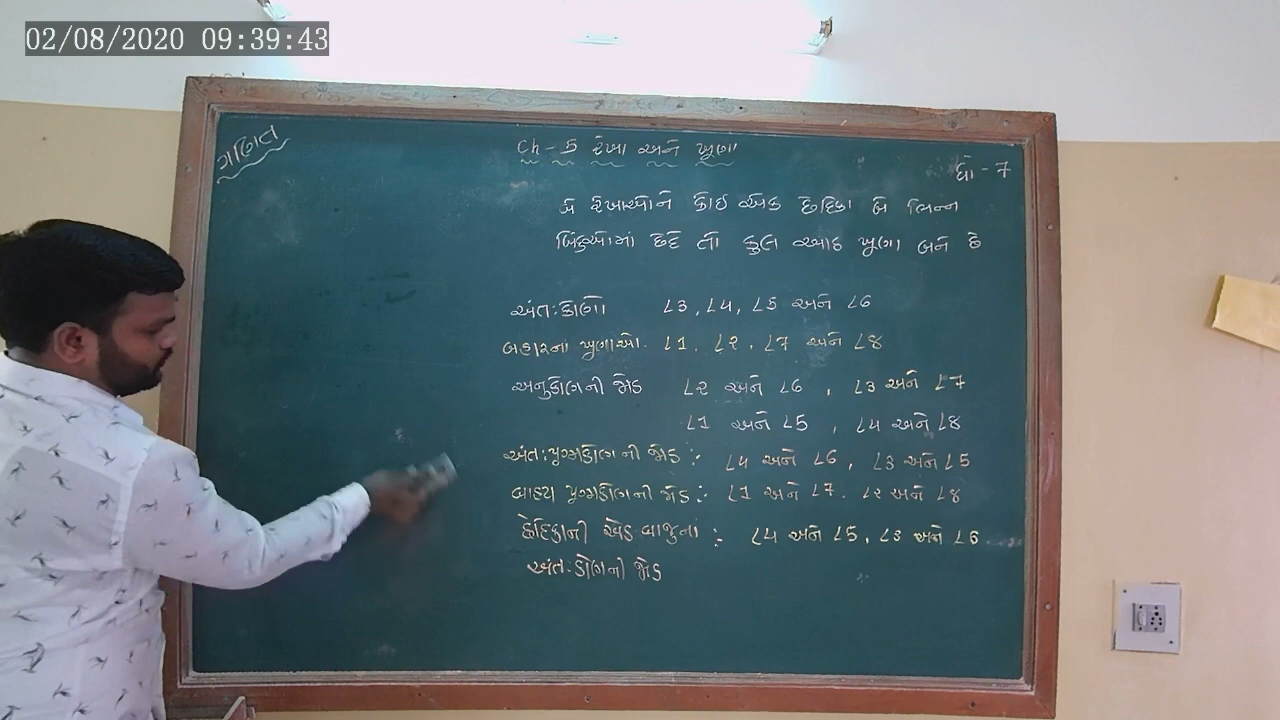 02/08/2020 09:39:43
ગણિત
Ch - 5 રેખા અને ખૂણા
ધો - 7
બે રેખાઓને કોઈ એક છેદિકા બે ભિન્ન
બિંદુઓમાં છેદે તો કુલ આઠ ખૂણા બને છે
અંતઃકોણો ∠3, ∠4, ∠5 અને ∠6
બહારના ખૂણાઓ. ∠1, ∠2, ∠7 અને ∠8
અનુકોણની જોડ ∠2 અને ∠6, ∠3 અને ∠7
∠1 અને ∠5, ∠4 અને ∠8
અંતઃયુગ્મકોણની જોડ :- ∠4 અને ∠6, ∠3 અને ∠5
બાહ્ય યુગ્મકોણની જોડ :- ∠1 અને ∠7. ∠2 અને ∠8
છેદિકાની એક બાજુનાં :- ∠4 અને ∠5, ∠3 અને ∠6
અંતઃકોણની જોડ